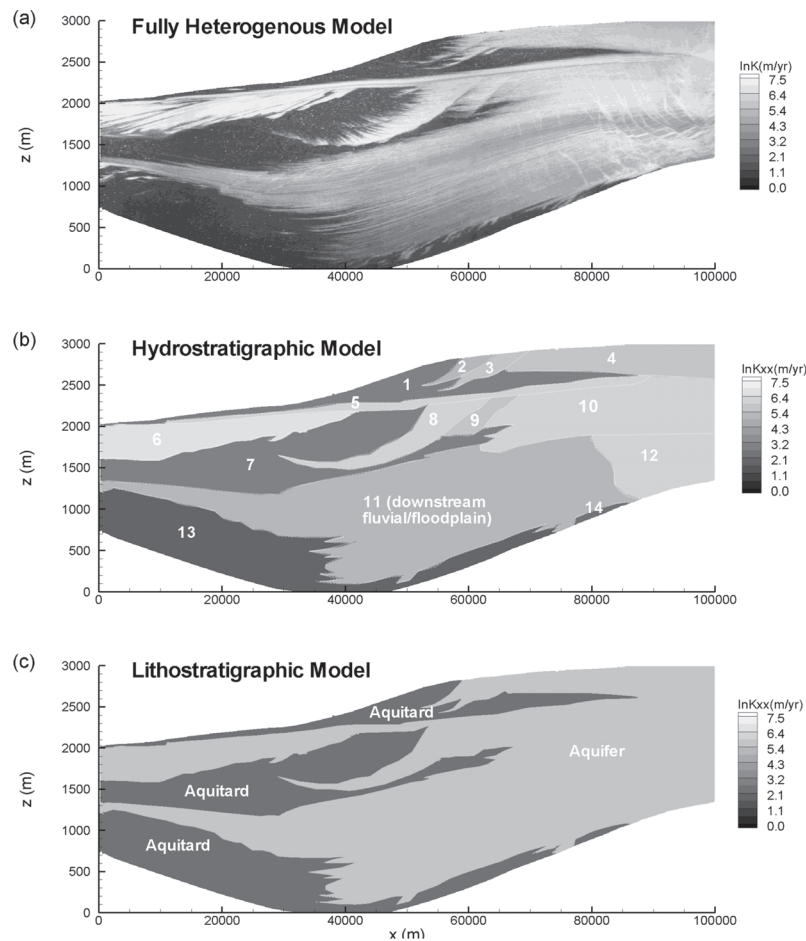 (a)
Fully Heterogenous Model
3000
2500
2000
1500
1000
500
0
z (m)
0 20000 40000 60000 80000 100000
lnK(m/yr)
7.5
6.4
5.4
4.3
3.2
2.1
1.1
0.0
(b)
Hydrostratigraphic Model
3000
2500
2000
1500
1000
500
0
z (m)
1
2
3
4
5
6
7
8
9
10
11 (downstream
fluvial/floodplain)
12
13
14
0 20000 40000 60000 80000 100000
lnKxx(m/yr)
7.5
6.4
5.4
4.3
3.2
2.1
1.1
0.0
(c)
Lithostratigraphic Model
3000
2500
2000
1500
1000
500
0
z (m)
Aquitard
Aquifer
Aquitard
Aquitard
0 20000 40000 60000 80000 100000
x (m)
lnKxx(m/yr)
7.5
6.4
5.4
4.3
3.2
2.1
1.1
0.0